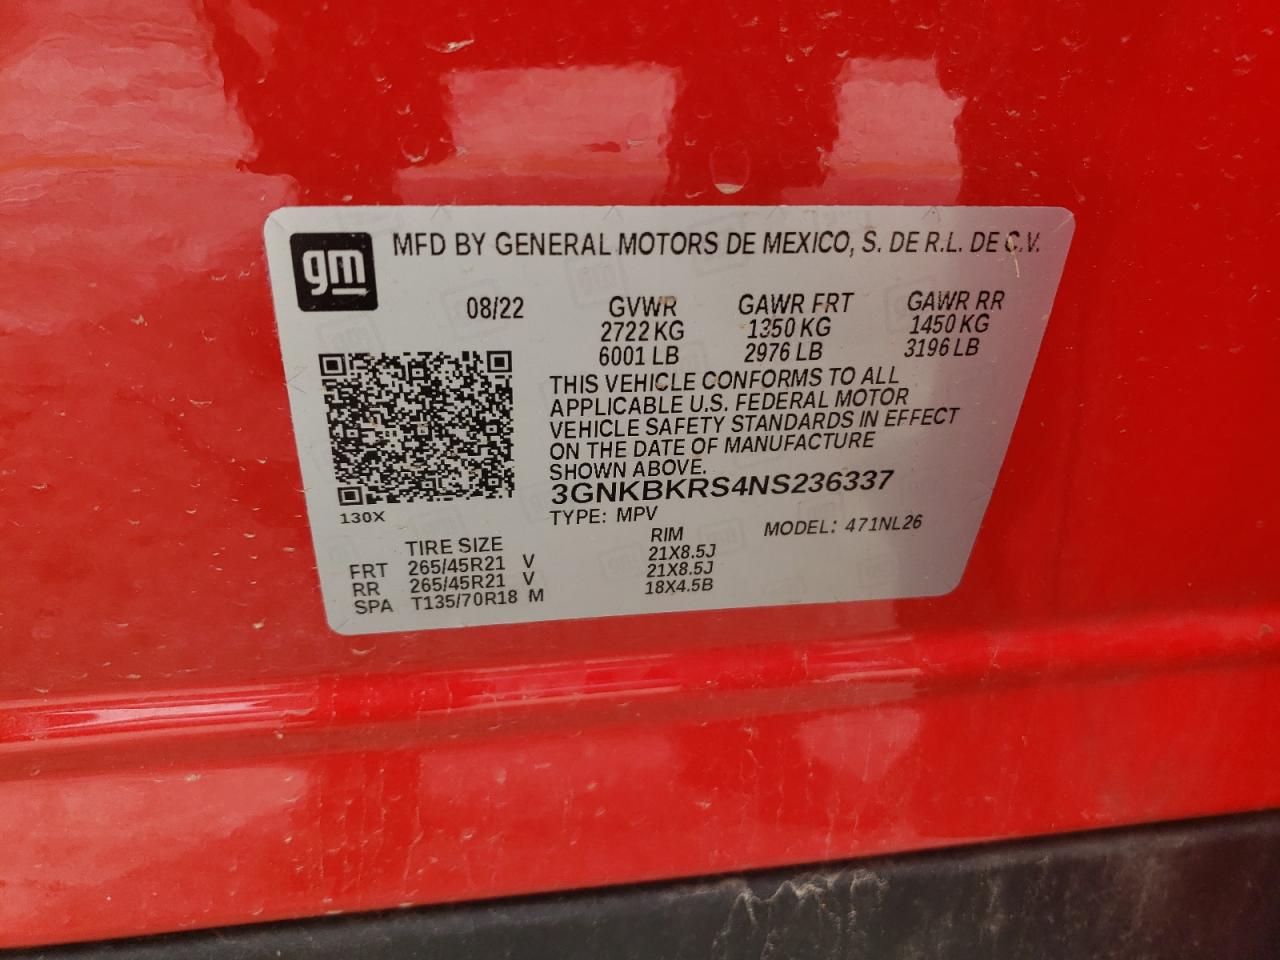 gm
MFD BY GENERAL MOTORS DE MEXICO, S. DE R.L. DE C.V.
08/22 GVWR GAWR FRT GAWR RR
2722 KG 1350 KG 1450 KG
6001 LB 2976 LB 3196 LB
THIS VEHICLE CONFORMS TO ALL
APPLICABLE U.S. FEDERAL MOTOR
VEHICLE SAFETY STANDARDS IN EFFECT
ON THE DATE OF MANUFACTURE
SHOWN ABOVE.
3GNKBKRS4NS236337
130X
TYPE: MPV MODEL: 471NL26
TIRE SIZE RIM
FRT 265/45R21 V 21X8.5J
RR 265/45R21 V 21X8.5J
SPA T135/70R18 M 18X4.5B